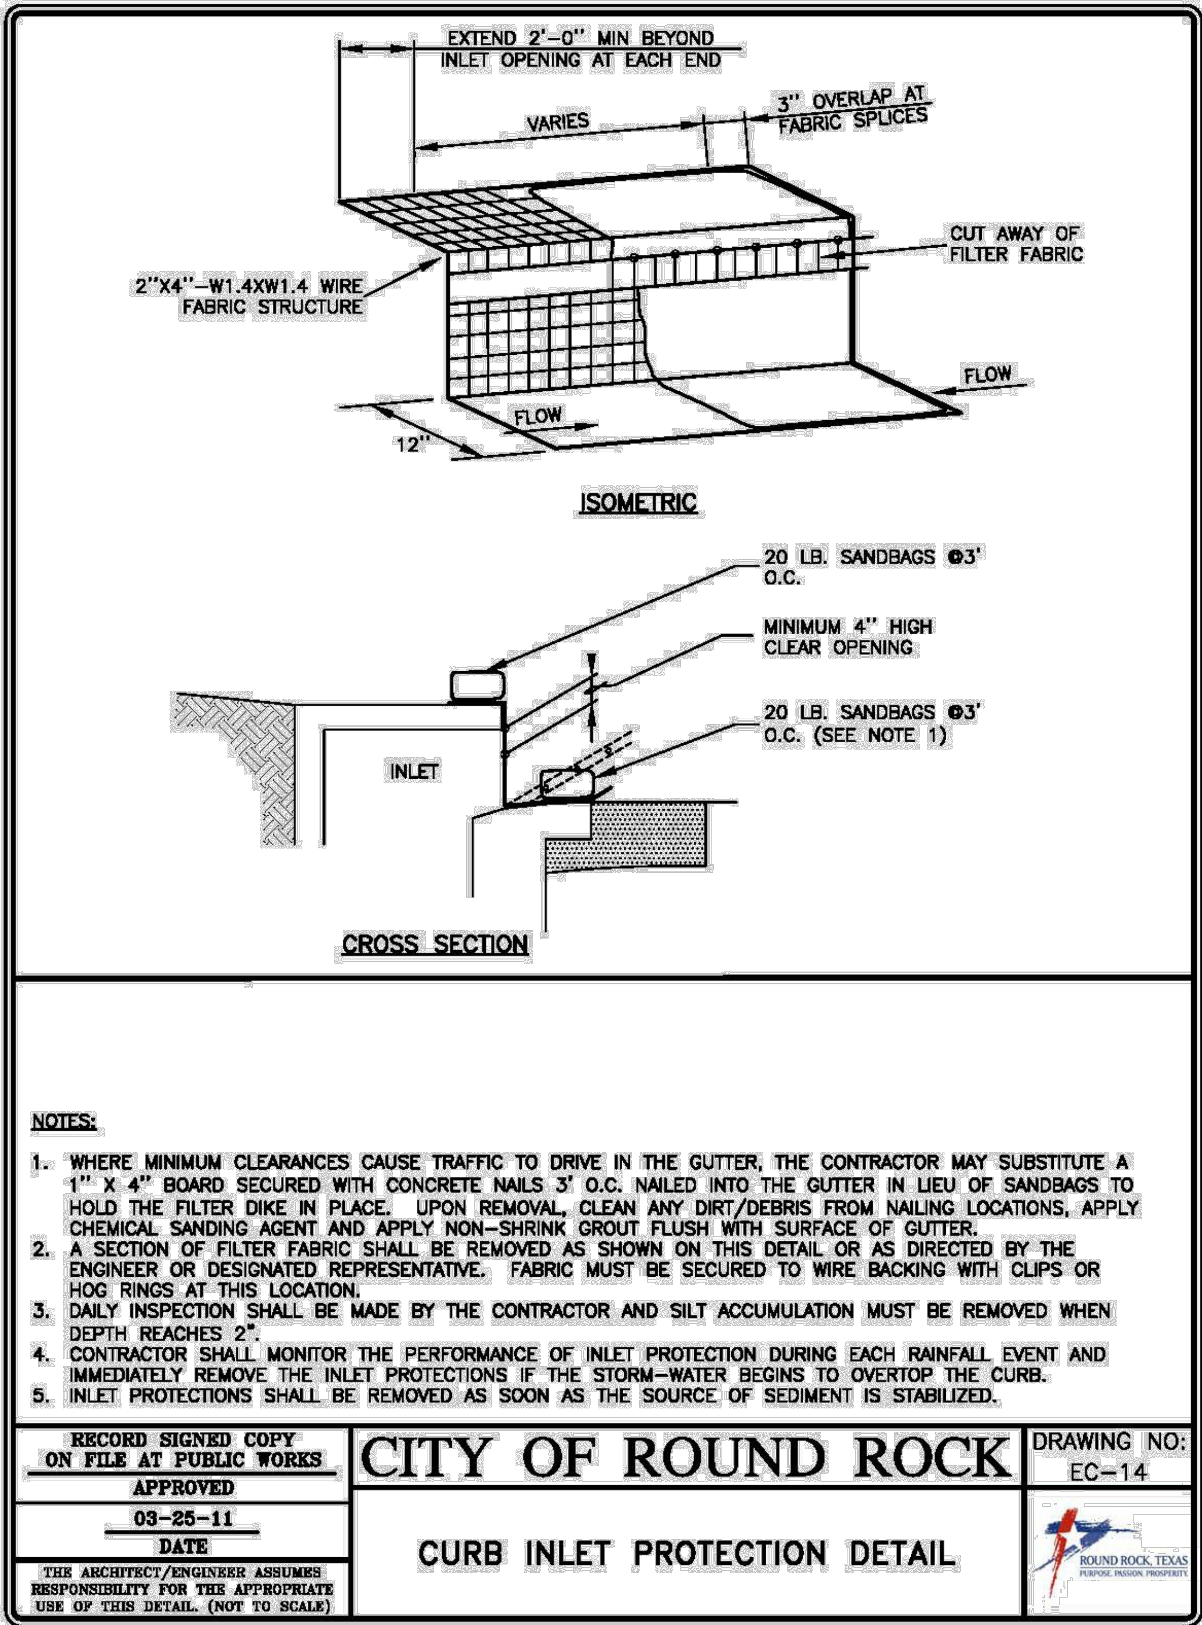 EXTEND 2'-0" MIN BEYOND
INLET OPENING AT EACH END
3" OVERLAP AT
FABRIC SPLICES
VARIES
CUT AWAY OF
FILTER FABRIC
2"X4"-W1.4XW1.4 WIRE
FABRIC STRUCTURE
FLOW
FLOW
12"
ISOMETRIC
20 LB. SANDBAGS @3'
O.C.
MINIMUM 4" HIGH
CLEAR OPENING
20 LB. SANDBAGS @3'
O.C. (SEE NOTE 1)
INLET
CROSS SECTION
NOTES:
1. WHERE MINIMUM CLEARANCES CAUSE TRAFFIC TO DRIVE IN THE GUTTER, THE CONTRACTOR MAY SUBSTITUTE A
1" X 4" BOARD SECURED WITH CONCRETE NAILS 3' O.C. NAILED INTO THE GUTTER IN LIEU OF SANDBAGS TO
HOLD THE FILTER DIKE IN PLACE. UPON REMOVAL, CLEAN ANY DIRT/DEBRIS FROM NAILING LOCATIONS, APPLY
CHEMICAL SANDING AGENT AND APPLY NON-SHRINK GROUT FLUSH WITH SURFACE OF GUTTER.
2. A SECTION OF FILTER FABRIC SHALL BE REMOVED AS SHOWN ON THIS DETAIL OR AS DIRECTED BY THE
ENGINEER OR DESIGNATED REPRESENTATIVE. FABRIC MUST BE SECURED TO WIRE BACKING WITH CLIPS OR
HOG RINGS AT THIS LOCATION.
3. DAILY INSPECTION SHALL BE MADE BY THE CONTRACTOR AND SILT ACCUMULATION MUST BE REMOVED WHEN
DEPTH REACHES 2".
4. CONTRACTOR SHALL MONITOR THE PERFORMANCE OF INLET PROTECTION DURING EACH RAINFALL EVENT AND
IMMEDIATELY REMOVE THE INLET PROTECTIONS IF THE STORM-WATER BEGINS TO OVERTOP THE CURB.
5. INLET PROTECTIONS SHALL BE REMOVED AS SOON AS THE SOURCE OF SEDIMENT IS STABILIZED.
RECORD SIGNED COPY
ON FILE AT PUBLIC WORKS
APPROVED
03-25-11
DATE
THE ARCHITECT/ENGINEER ASSUMES
RESPONSIBILITY FOR THE APPROPRIATE
USE OF THIS DETAIL. (NOT TO SCALE)
CITY OF ROUND ROCK
CURB INLET PROTECTION DETAIL
DRAWING NO:
EC-14
ROUND ROCK, TEXAS
PURPOSE. PASSION. PROSPERITY.